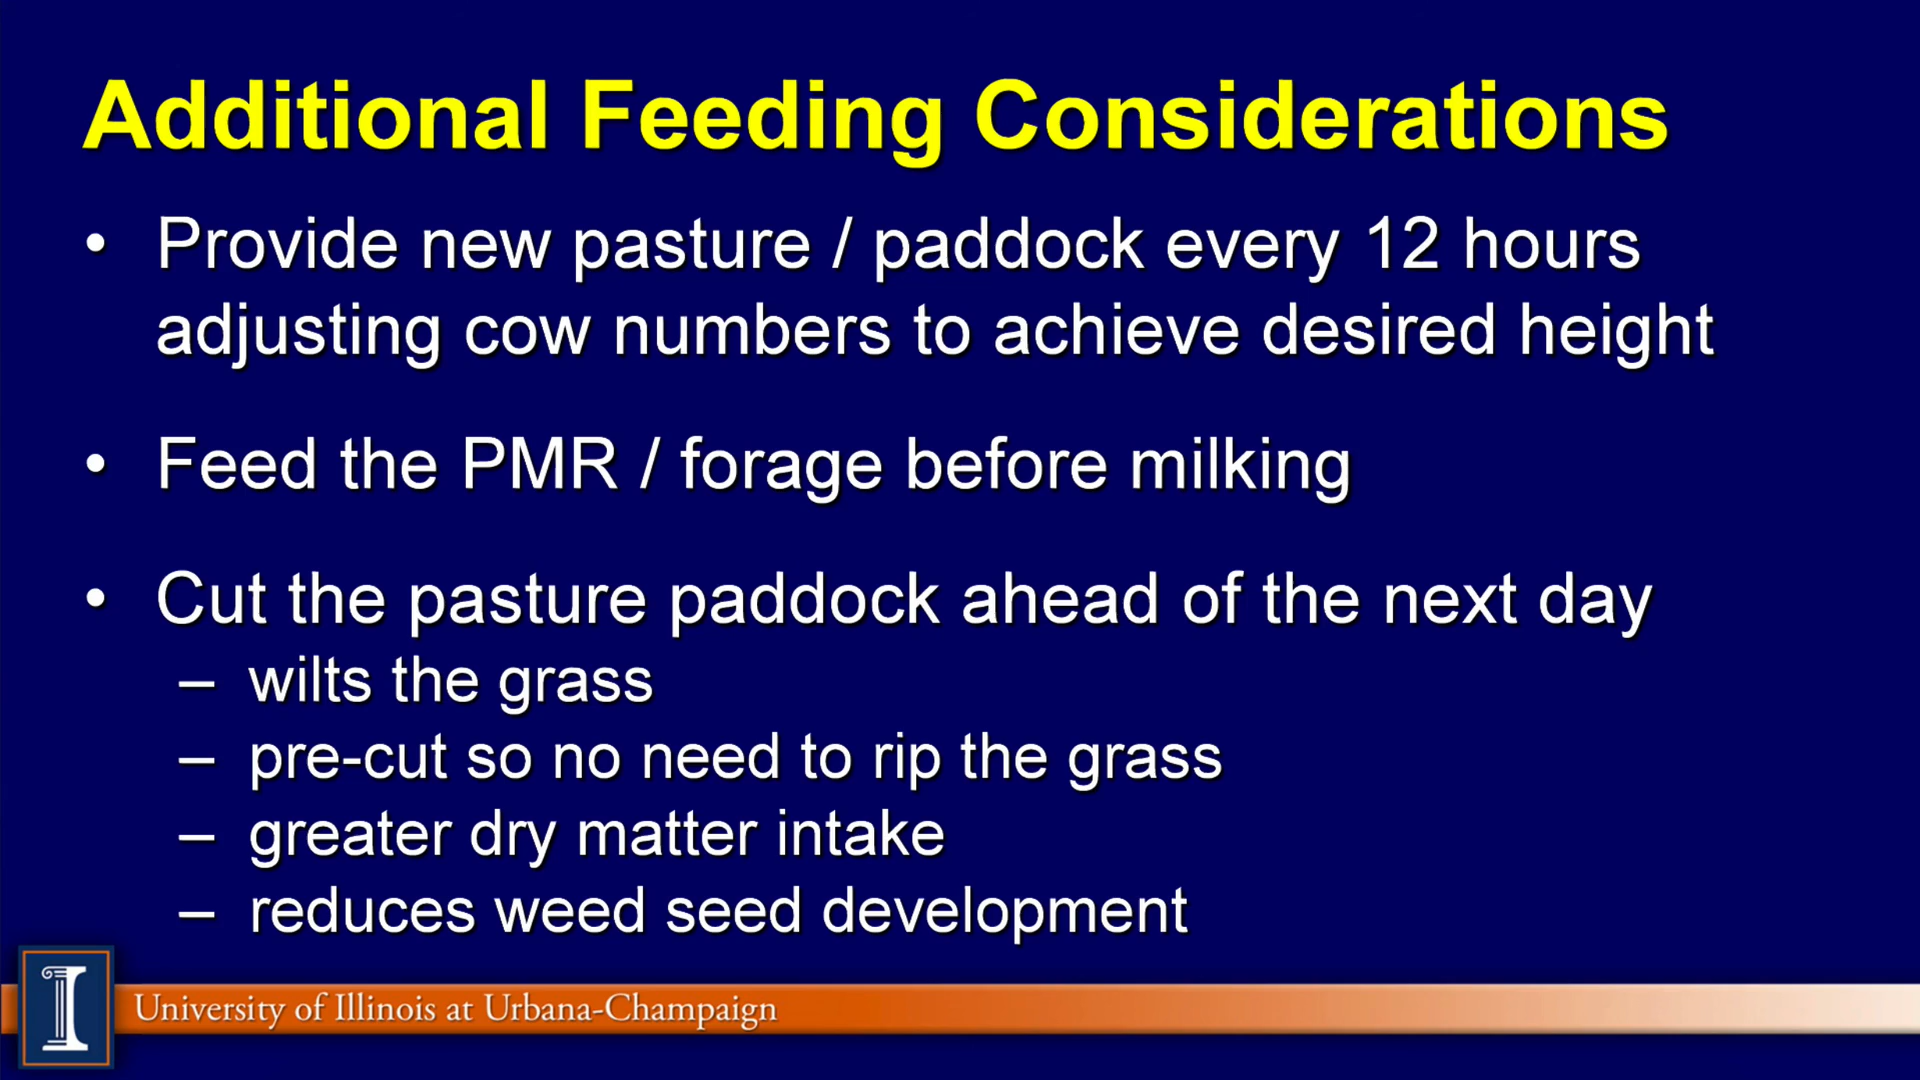 Additional Feeding Considerations
• Provide new pasture / paddock every 12 hours
adjusting cow numbers to achieve desired height
• Feed the PMR / forage before milking
• Cut the pasture paddock ahead of the next day
– wilts the grass
– pre-cut so no need to rip the grass
– greater dry matter intake
– reduces weed seed development
I
University of Illinois at Urbana-Champaign